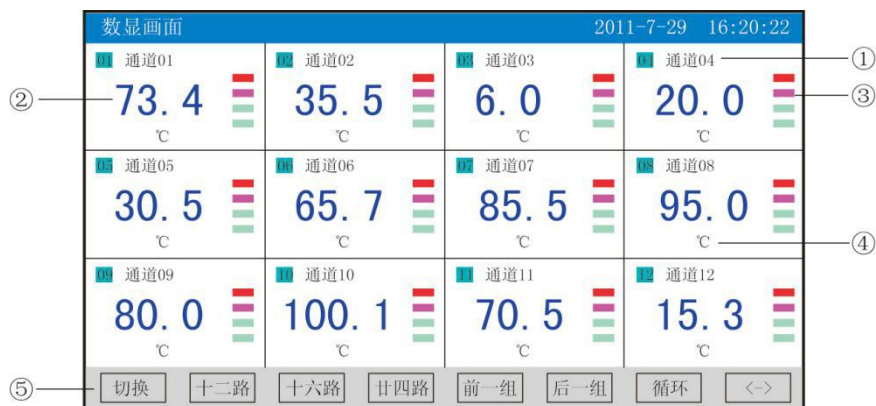 数显画面 2011-7-29 16:20:22
01 通道01 02 通道02 03 通道03 04 通道04 ①
② 73.4 35.5 6.0 20.0 ③
℃ ℃ ℃ ℃
05 通道05 06 通道06 07 通道07 08 通道08
30.5 65.7 85.5 95.0
℃ ℃ ℃ ℃ ④
09 通道09 10 通道10 11 通道11 12 通道12
80.0 100.1 70.5 15.3
℃ ℃ ℃ ℃
⑤ 切换 十二路 十六路 廿四路 前一组 后一组 循环 <->